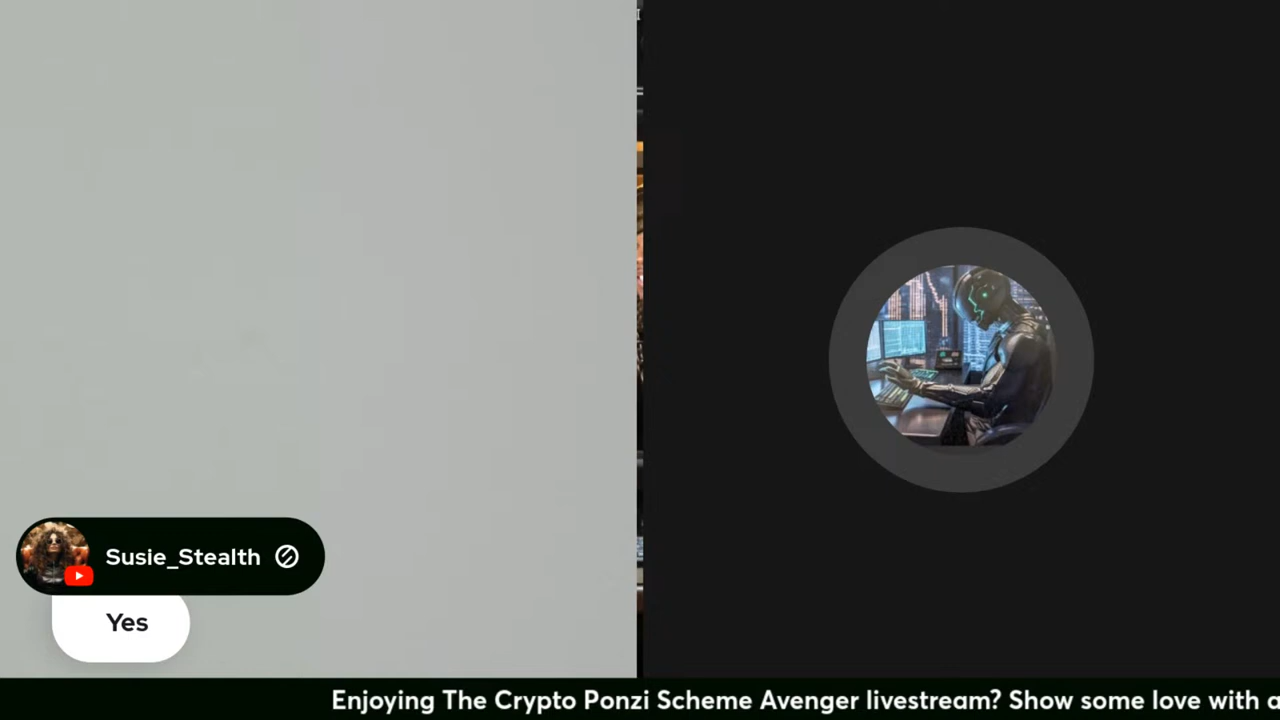 Susie_Stealth
Yes
Enjoying The Crypto Ponzi Scheme Avenger livestream? Show some love with